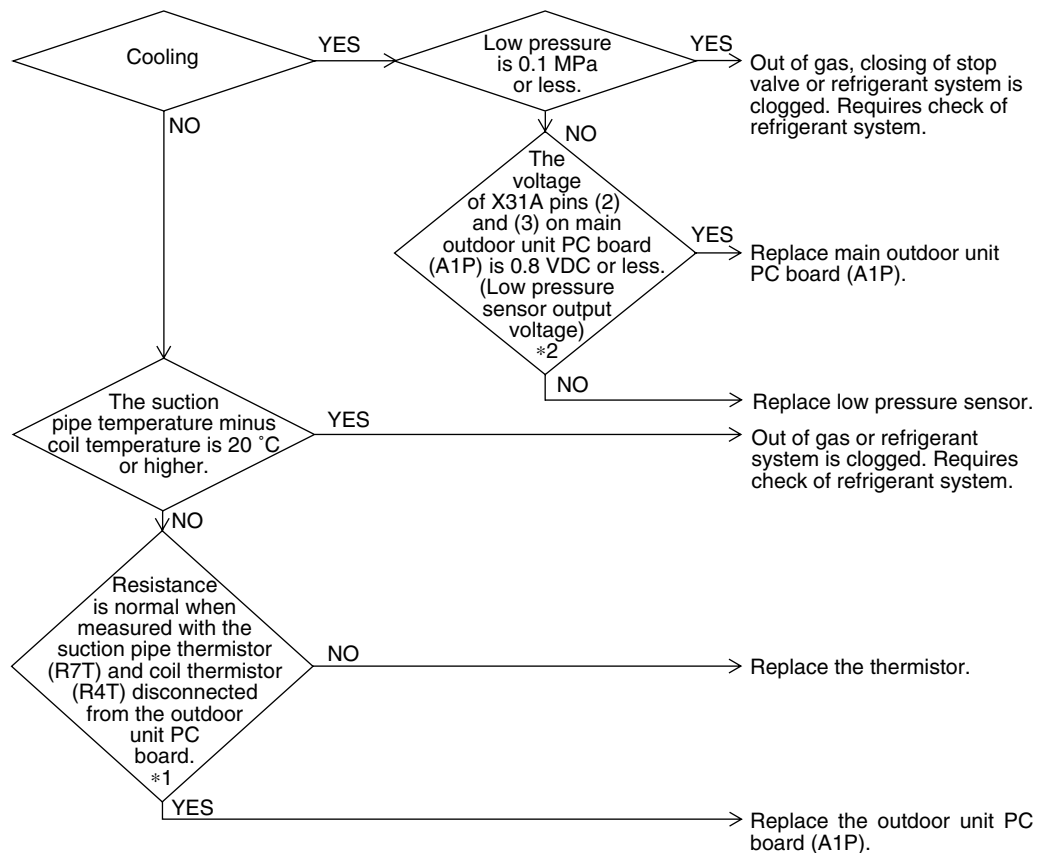 Cooling
YES
Low pressure
is 0.1 MPa
or less.
YES
Out of gas, closing of stop
valve or refrigerant system is
clogged. Requires check of
refrigerant system.
NO
NO
The
voltage
of X31A pins (2)
and (3) on main
outdoor unit PC board
(A1P) is 0.8 VDC or less.
(Low pressure
sensor output
voltage)
*2
YES
Replace main outdoor unit
PC board (A1P).
NO
Replace low pressure sensor.
The suction
pipe temperature minus
coil temperature is 20 ˚C
or higher.
YES
Out of gas or refrigerant
system is clogged. Requires
check of refrigerant system.
NO
Resistance
is normal when
measured with the
suction pipe thermistor
(R7T) and coil thermistor
(R4T) disconnected
from the outdoor
unit PC
board.
*1
NO
Replace the thermistor.
YES
Replace the outdoor unit PC
board (A1P).